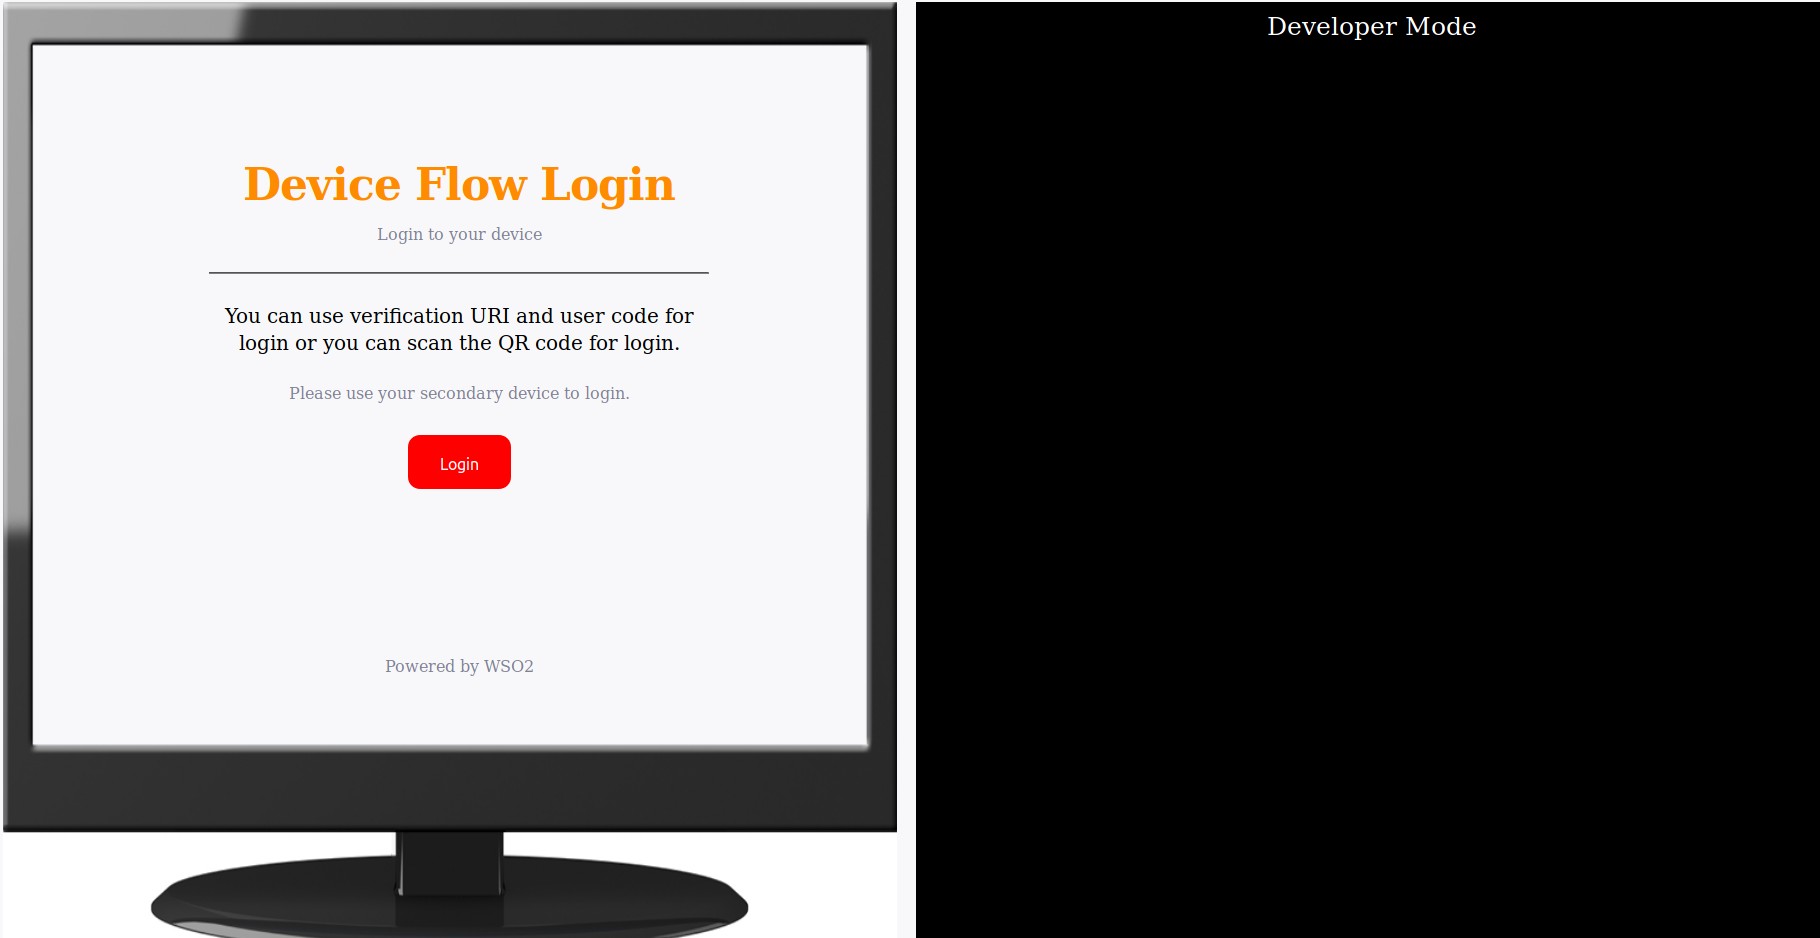 Device Flow Login
Login to your device
You can use verification URI and user code for
login or you can scan the QR code for login.
Please use your secondary device to login.
Login
Powered by WSO2
Developer Mode